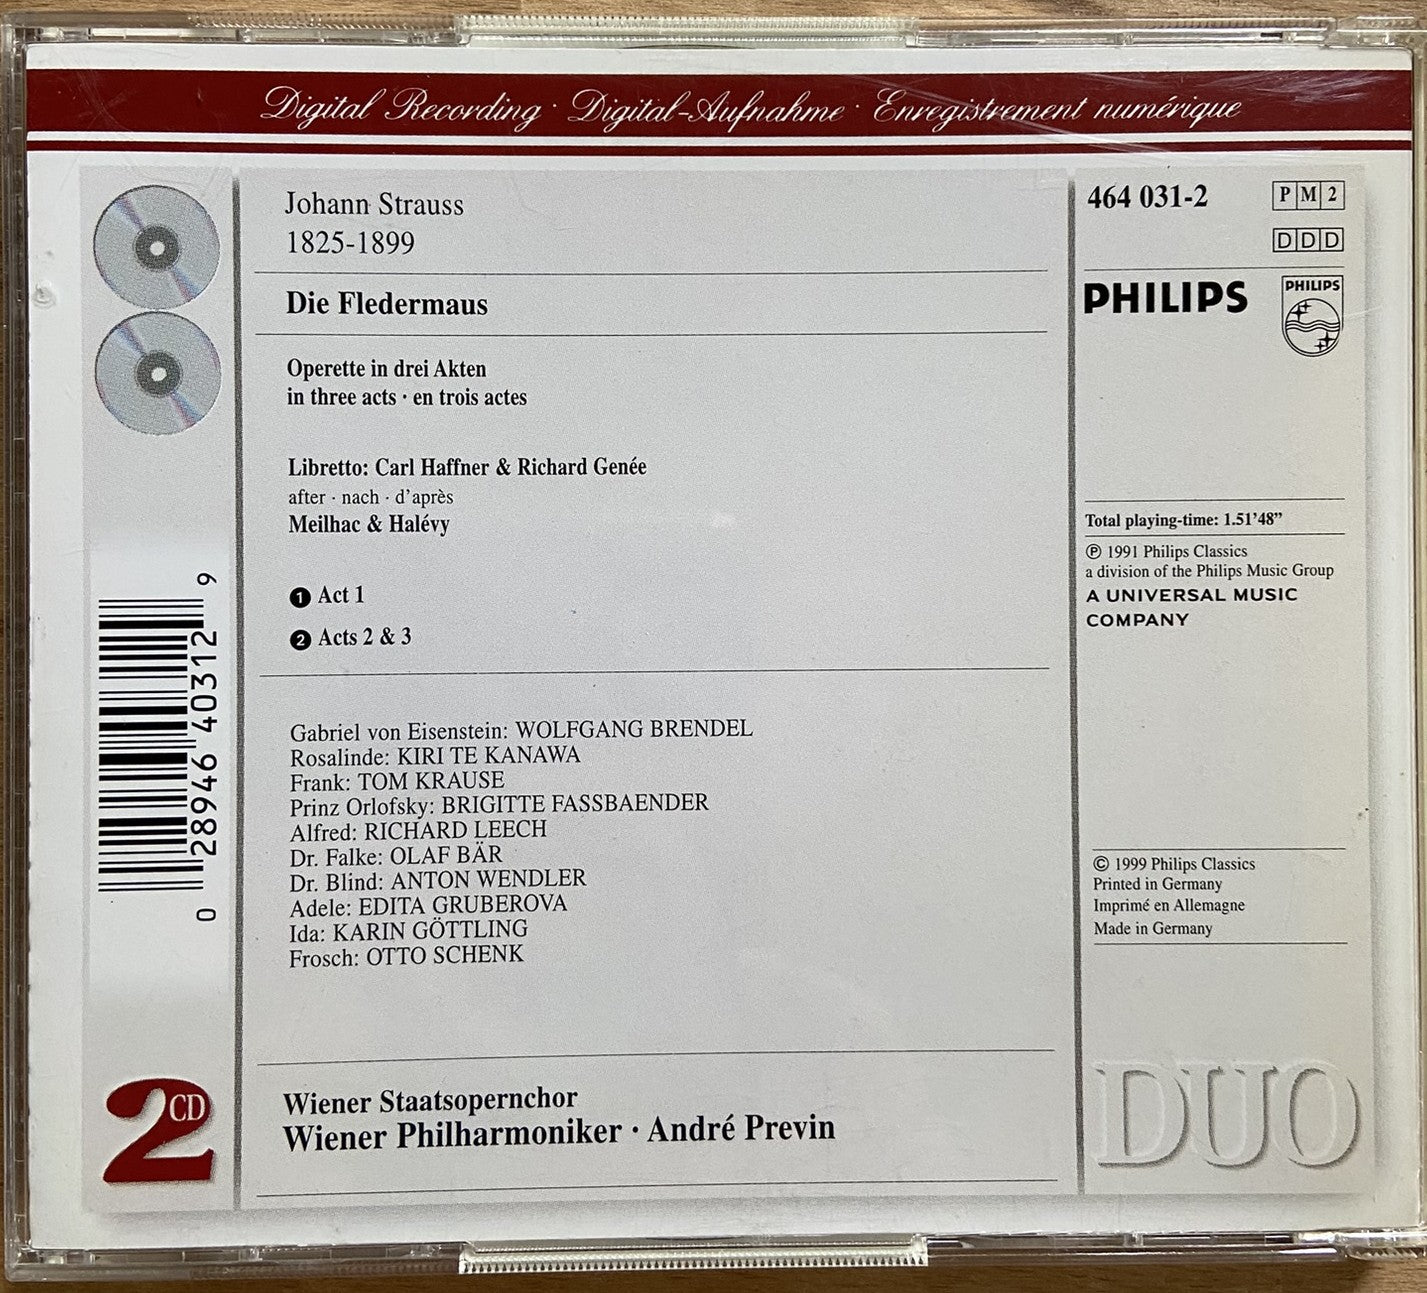 Digital Recording · Digital-Aufnahme · Enregistrement numérique
Johann Strauss
1825-1899
Die Fledermaus
Operette in drei Akten
in three acts · en trois actes
Libretto: Carl Haffner & Richard Genée
after · nach · d'après
Meilhac & Halévy
1 Act 1
2 Acts 2 & 3
Gabriel von Eisenstein: WOLFGANG BRENDEL
Rosalinde: KIRI TE KANAWA
Frank: TOM KRAUSE
Prinz Orlofsky: BRIGITTE FASSBAENDER
Alfred: RICHARD LEECH
Dr. Falke: OLAF BÄR
Dr. Blind: ANTON WENDLER
Adele: EDITA GRUBEROVA
Ida: KARIN GÖTTLING
Frosch: OTTO SCHENK
Wiener Staatsopernchor
Wiener Philharmoniker · André Previn
464 031-2
PM2
DDD
PHILIPS
PHILIPS
Total playing-time: 1.51'48"
℗ 1991 Philips Classics
a division of the Philips Music Group
A UNIVERSAL MUSIC
COMPANY
© 1999 Philips Classics
Printed in Germany
Imprimé en Allemagne
Made in Germany
DUO
0 28946 40312 9
2 CD